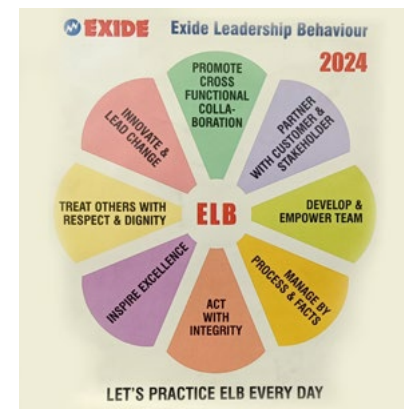 EXIDE Exide Leadership Behaviour
2024
PROMOTE
CROSS
FUNCTIONAL
COLLA-
BORATION
PARTNER
WITH CUSTOMER &
STAKEHOLDER
DEVELOP &
EMPOWER TEAM
MANAGE BY
PROCESS & FACTS
ACT
WITH
INTEGRITY
INSPIRE EXCELLENCE
TREAT OTHERS WITH
RESPECT & DIGNITY
INNOVATE &
LEAD CHANGE
ELB
LET'S PRACTICE ELB EVERY DAY